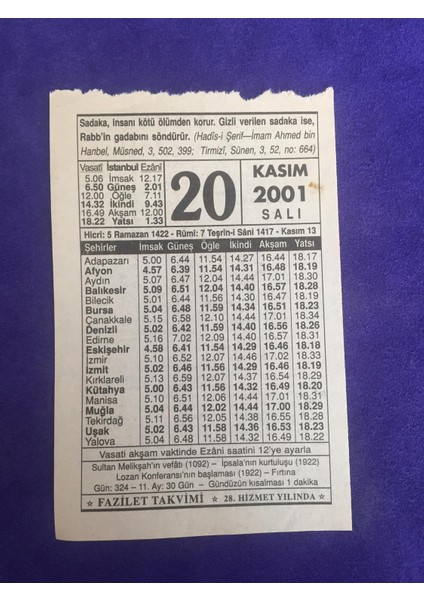 Sadaka, insanı kötü ölümden korur. Gizli verilen sadaka ise,
Rabb'in gadabını söndürür. (Hadîs-i Şerif—İmam Ahmed bin
Hanbel, Müsned, 3, 502, 399; Tirmizî, Sünen, 3, 52, no: 664)
Vasatî İstanbul Ezânî
5.06 İmsak 12.17
6.50 Güneş 2.01
12.00 Öğle 7.11
14.32 İkindi 9.43
16.49 Akşam 12.00
18.22 Yatsı 1.33
20
KASIM
2001
SALI
Hicrî: 5 Ramazan 1422 - Rûmî: 7 Teşrîn-i Sâni 1417 - Kasım 13
Şehirler İmsak Güneş Öğle İkindi Akşam Yatsı
Adapazarı 5.00 6.44 11.54 14.27 16.44 18.17
Afyon 4.57 6.39 11.54 14.31 16.48 18.19
Aydın 5.07 6.47 12.04 14.44 17.01 18.30
Balıkesir 5.09 6.51 12.04 14.40 16.57 18.28
Bilecik 5.01 6.44 11.56 14.30 16.47 18.19
Bursa 5.04 6.48 11.59 14.34 16.51 18.23
Çanakkale 5.15 6.58 12.10 14.44 17.01 18.34
Denizli 5.02 6.42 11.59 14.40 16.56 18.26
Edirne 5.16 7.02 12.09 14.40 16.57 18.31
Eskişehir 4.58 6.41 11.54 14.29 16.46 18.18
İzmir 5.10 6.52 12.07 14.46 17.02 18.33
İzmit 5.02 6.46 11.56 14.29 16.46 18.19
Kırklareli 5.13 6.59 12.07 14.37 16.54 18.29
Kütahya 5.00 6.43 11.56 14.32 16.49 18.20
Manisa 5.10 6.51 12.06 14.44 17.01 18.31
Muğla 5.04 6.44 12.02 14.44 17.00 18.29
Tekirdağ 5.11 6.56 12.05 14.38 16.55 18.28
Uşak 5.02 6.43 11.58 14.36 16.53 18.23
Yalova 5.04 6.48 11.58 14.32 16.49 18.22
Vasati akşam vaktinde Ezâni saatini 12'ye ayarla
Sultan Melikşah'ın vefâtı (1092) – İpsala'nın kurtuluşu (1922)
Lozan Konferansı'nın başlaması (1922) – Fırtına
Gün: 324 – 11. Ay: 30 Gün – Gündüzün kısalması 1 dakika
★ FAZİLET TAKVİMİ ★ 28. HİZMET YILINDA ★